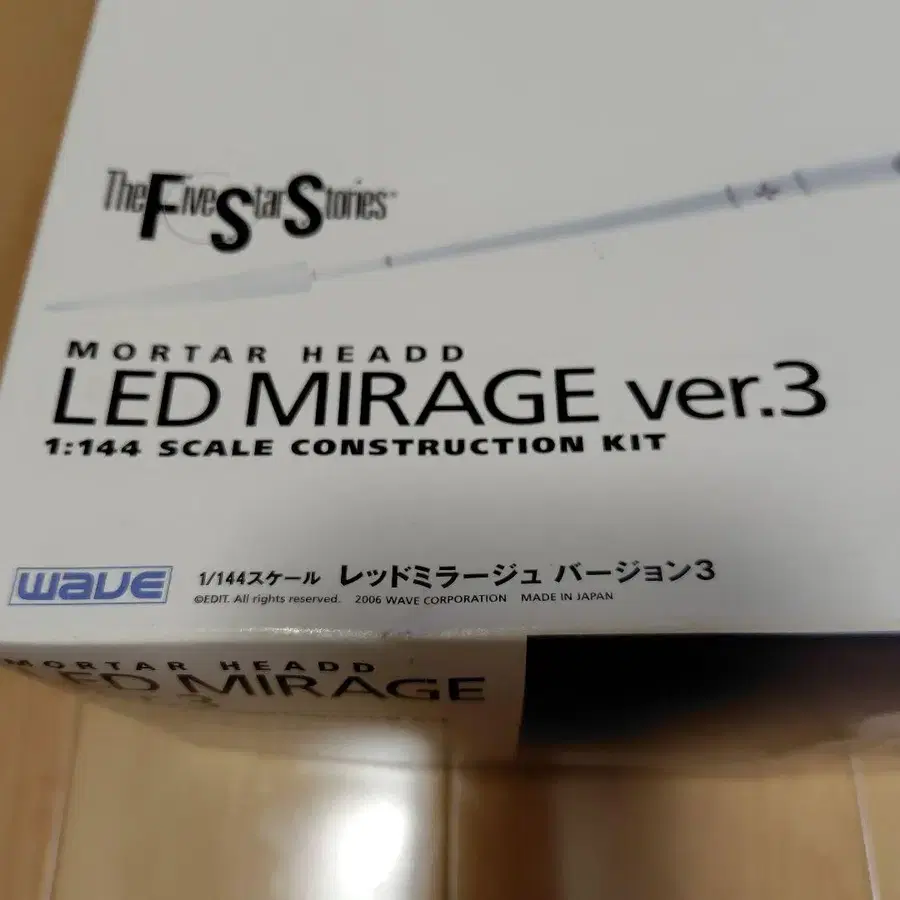 The Five Star Stories™
MORTAR HEADD
LED MIRAGE ver.3
1:144 SCALE CONSTRUCTION KIT
wave
1/144スケール レッドミラージュ バージョン3
©EDIT. All rights reserved. 2006 WAVE CORPORATION MADE IN JAPAN
MORTAR HEADD
LED MIRAGE